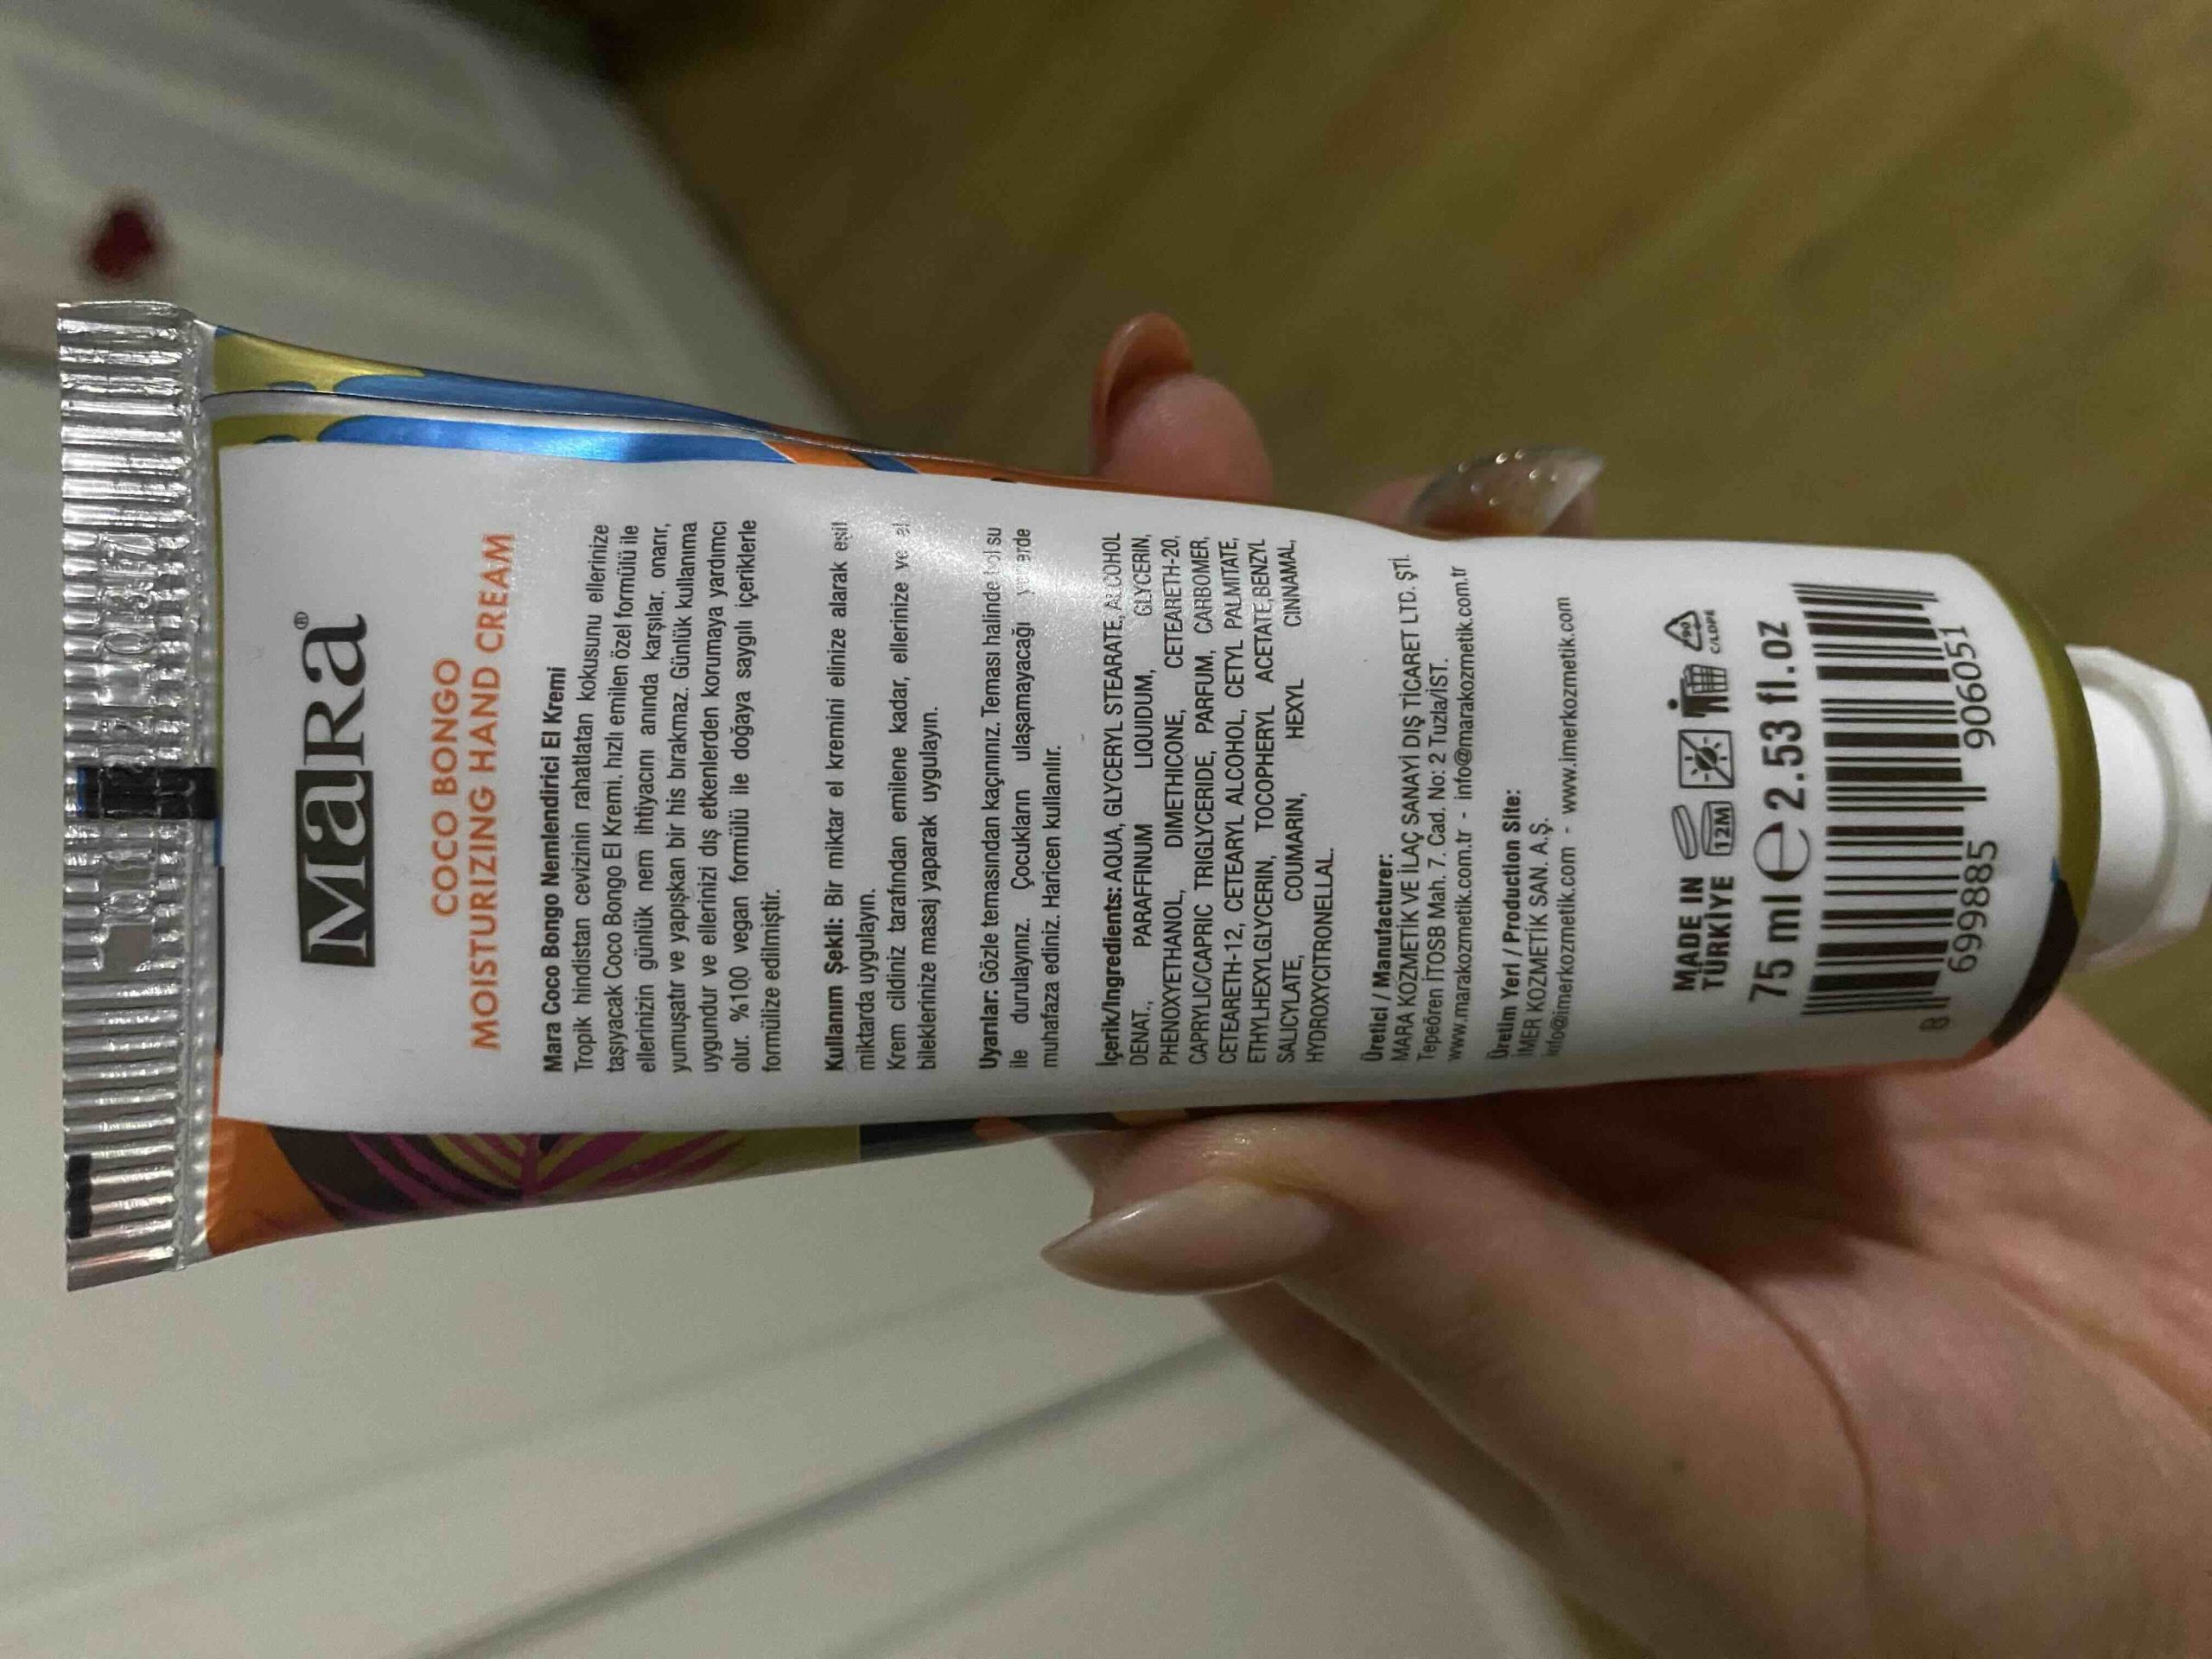 MaRa®
COCO BONGO
MOISTURIZING HAND CREAM
Mara Coco Bongo Nemlendirici El Kremi
Tropik hindistan cevizinin rahatlatan kokusunu ellerinize
taşıyacak Coco Bongo El Kremi, hızlı emilen özel formülü ile
ellerinizin günlük nem ihtiyacını anında karşılar, onarır,
yumuşatır ve yapışkan bir his bırakmaz. Günlük kullanıma
uygundur ve ellerinizi dış etkenlerden korumaya yardımcı
olur. %100 vegan formülü ile doğaya saygılı içeriklerle
formülize edilmiştir.
Kullanım Şekli: Bir miktar el kremini elinize alarak eşit
miktarda uygulayın.
Krem cildiniz tarafından emilene kadar, ellerinize ve el
bileklerinize masaj yaparak uygulayın.
Uyarılar: Gözle temasından kaçınınız. Teması halinde bol su
ile durulayınız. Çocukların ulaşamayacağı yerlerde
muhafaza ediniz. Haricen kullanılır.
İçerik/Ingredients: AQUA, GLYCERYL STEARATE, ALCOHOL
DENAT., PARAFFINUM LIQUIDUM, GLYCERIN,
PHENOXYETHANOL, DIMETHICONE, CETEARETH-20,
CAPRYLIC/CAPRIC TRIGLYCERIDE, PARFUM, CARBOMER,
CETEARETH-12, CETEARYL ALCOHOL, CETYL PALMITATE,
ETHYLHEXYLGLYCERIN, TOCOPHERYL ACETATE,BENZYL
SALICYLATE, COUMARIN, HEXYL CINNAMAL,
HYDROXYCITRONELLAL.
Üretici / Manufacturer:
MARA KOZMETİK VE İLAÇ SANAYİ DIŞ TİCARET LTD. ŞTİ.
Tepeören İTOSB Mah. 7. Cad. No: 2 Tuzla/İST.
www.marakozmetik.com.tr - info@marakozmetik.com.tr
Üretim Yeri / Production Site:
İMER KOZMETİK SAN. A.Ş.
info@imerkozmetik.com - www.imerkozmetik.com
MADE IN
TÜRKİYE
12M
90
C/LDPE
75 ml e 2.53 fl.oz
8 699885 906051